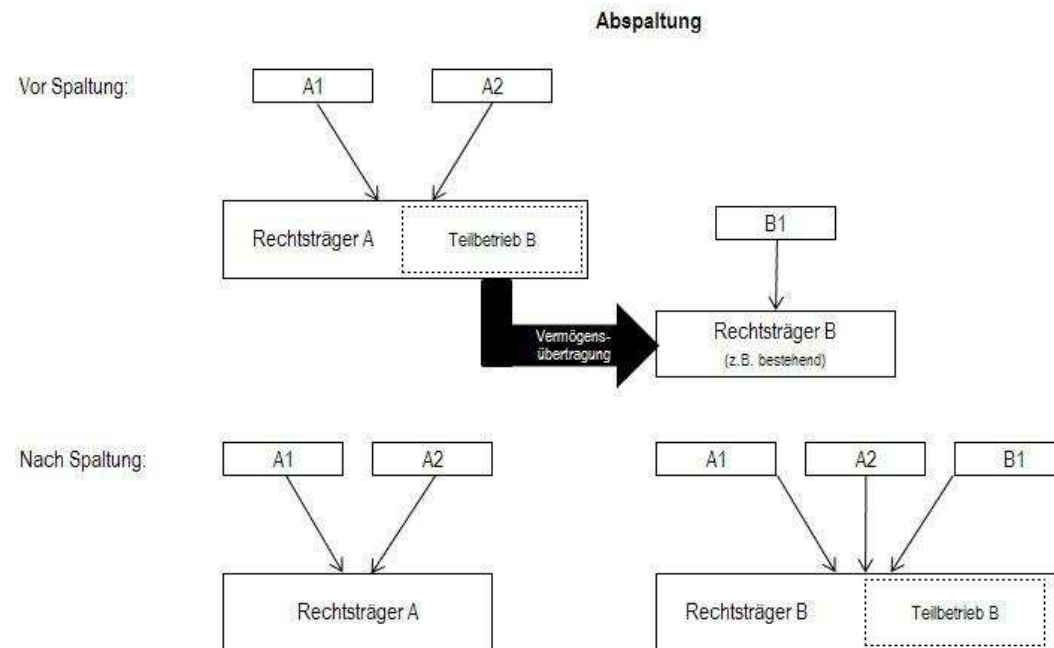 Abspaltung
Vor Spaltung:
A1
A2
Rechtsträger A
Teilbetrieb B
B1
Vermögens-
übertragung
Rechtsträger B
(z.B. bestehend)
Nach Spaltung:
A1
A2
A1
A2
B1
Rechtsträger A
Rechtsträger B
Teilbetrieb B